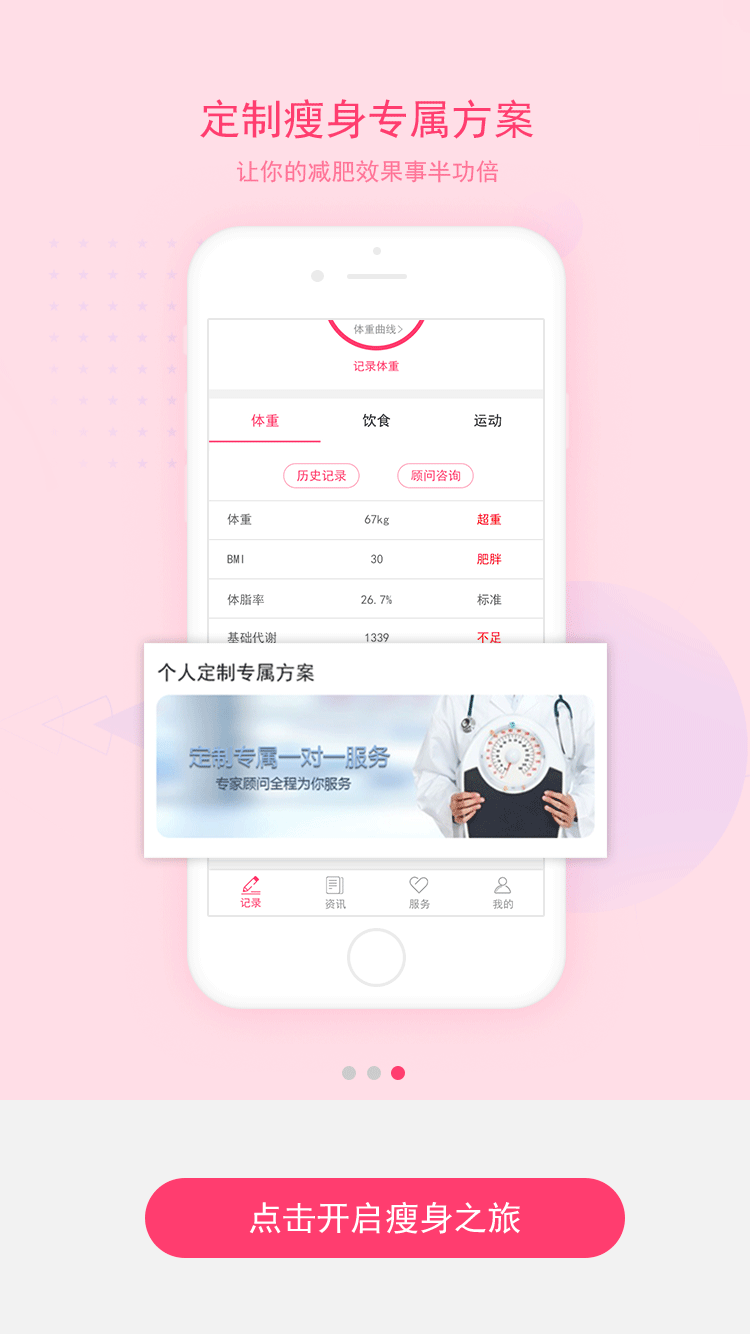 定制瘦身专属方案
让你的减肥效果事半功倍
体重曲线>
记录体重
体重 饮食 运动
历史记录 顾问咨询
体重 67kg 超重
BMI 30 肥胖
体脂率 26.7% 标准
基础代谢 1339 不足
个人定制专属方案
定制专属一对一服务
专家顾问全程为你服务
记录 资讯 服务 我的
点击开启瘦身之旅